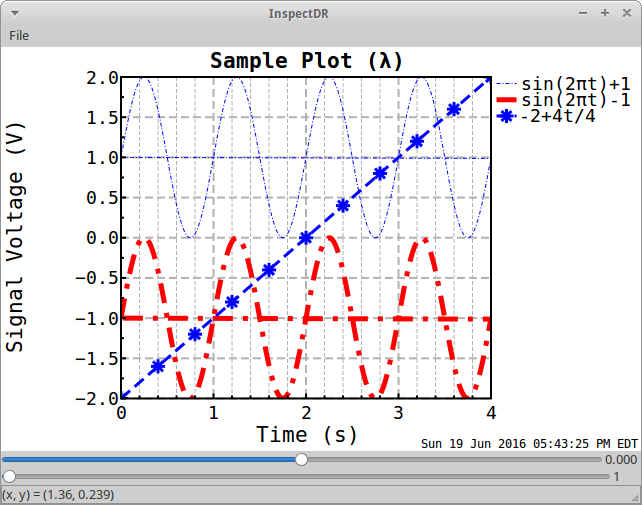 InspectDR
File
Sample Plot (λ)
Signal Voltage (V)
2.0
1.5
1.0
0.5
0.0
−0.5
−1.0
−1.5
−2.0
0 1 2 3 4
Time (s)
sin(2πt)+1
sin(2πt)-1
-2+4t/4
Sun 19 Jun 2016 05:43:25 PM EDT
0.000
1
(x, y) = (1.36, 0.239)